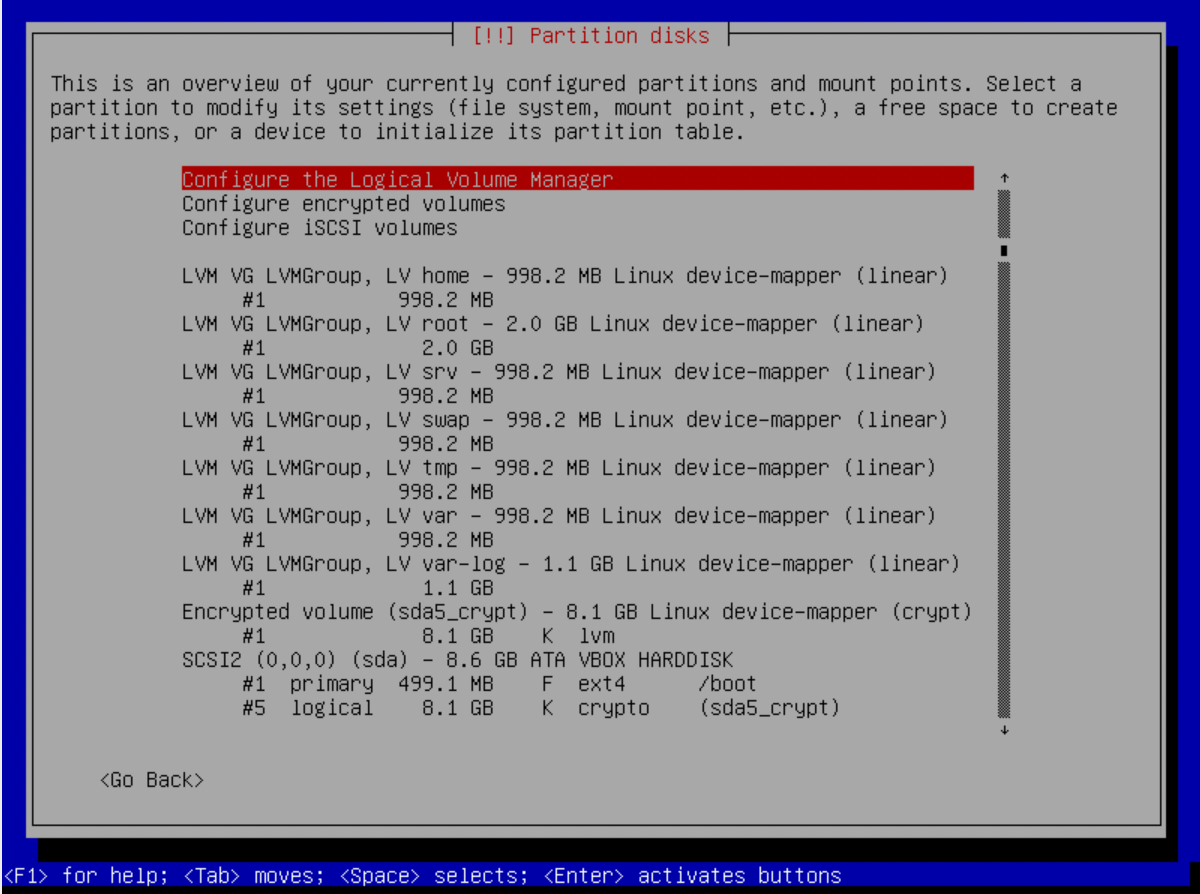 [!!] Partition disks
This is an overview of your currently configured partitions and mount points. Select a
partition to modify its settings (file system, mount point, etc.), a free space to create
partitions, or a device to initialize its partition table.
Configure the Logical Volume Manager
Configure encrypted volumes
Configure iSCSI volumes
LVM VG LVMGroup, LV home - 998.2 MB Linux device-mapper (linear)
#1 998.2 MB
LVM VG LVMGroup, LV root - 2.0 GB Linux device-mapper (linear)
#1 2.0 GB
LVM VG LVMGroup, LV srv - 998.2 MB Linux device-mapper (linear)
#1 998.2 MB
LVM VG LVMGroup, LV swap - 998.2 MB Linux device-mapper (linear)
#1 998.2 MB
LVM VG LVMGroup, LV tmp - 998.2 MB Linux device-mapper (linear)
#1 998.2 MB
LVM VG LVMGroup, LV var - 998.2 MB Linux device-mapper (linear)
#1 998.2 MB
LVM VG LVMGroup, LV var-log - 1.1 GB Linux device-mapper (linear)
#1 1.1 GB
Encrypted volume (sda5_crypt) - 8.1 GB Linux device-mapper (crypt)
#1 8.1 GB K lvm
SCSI2 (0,0,0) (sda) - 8.6 GB ATA VBOX HARDDISK
#1 primary 499.1 MB F ext4 /boot
#5 logical 8.1 GB K crypto (sda5_crypt)
<Go Back>
<F1> for help; <Tab> moves; <Space> selects; <Enter> activates buttons